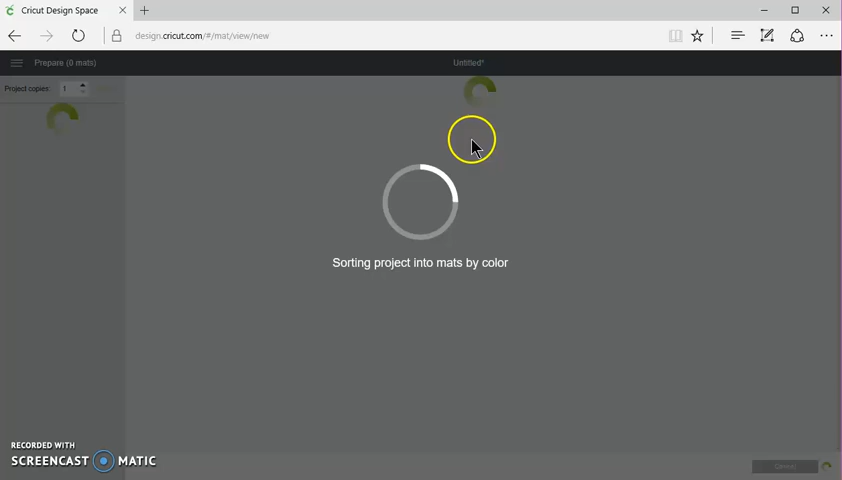 Cricut Design Space
design.cricut.com/#/mat/view/new
Prepare (0 mats)
Untitled*
Project copies: 1
Sorting project into mats by color
RECORDED WITH
SCREENCAST MATIC
Cancel